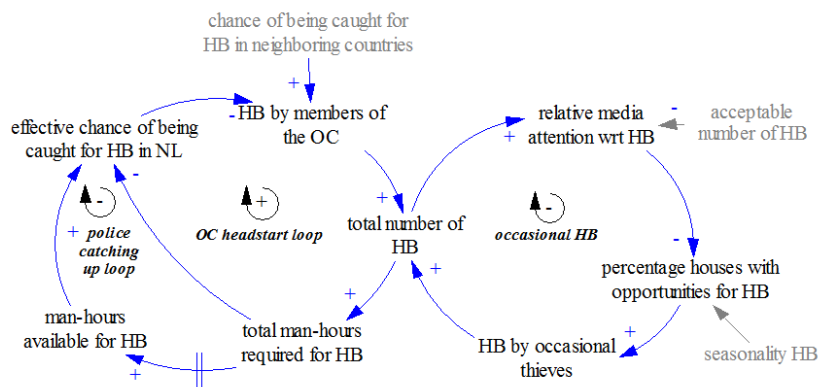 chance of being caught for
HB in neighboring countries
+
- HB by members of
the OC
effective chance of being
caught for HB in NL
relative media
attention wrt HB
+
-
acceptable
number of HB
-
-
police
catching
up loop
+
+
OC headstart loop
+
total number of
HB
+
-
occasional HB
-
percentage houses with
opportunities for HB
man-hours
available for HB
+
+
total man-hours
required for HB
HB by occasional
thieves
+
seasonality HB